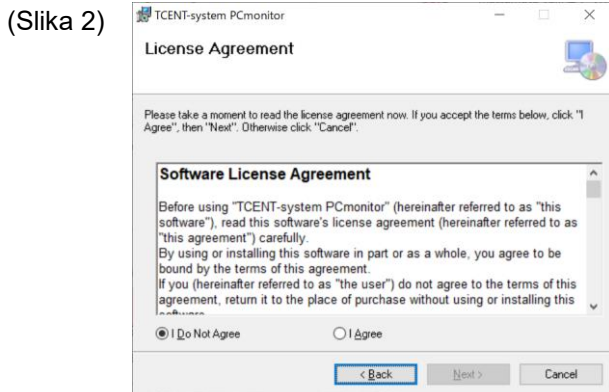 (Slika 2)
TCENT-system PCmonitor
License Agreement
Please take a moment to read the license agreement now. If you accept the terms below, click "I
Agree", then "Next". Otherwise click "Cancel".
Software License Agreement
Before using "TCENT-system PCmonitor" (hereinafter referred to as "this
software"), read this software's license agreement (hereinafter referred to as
"this agreement") carefully.
By using or installing this software in part or as a whole, you agree to be
bound by the terms of this agreement.
If you (hereinafter referred to as "the user") do not agree to the terms of this
agreement, return it to the place of purchase without using or installing this
I Do Not Agree
I Agree
< Back
Next >
Cancel